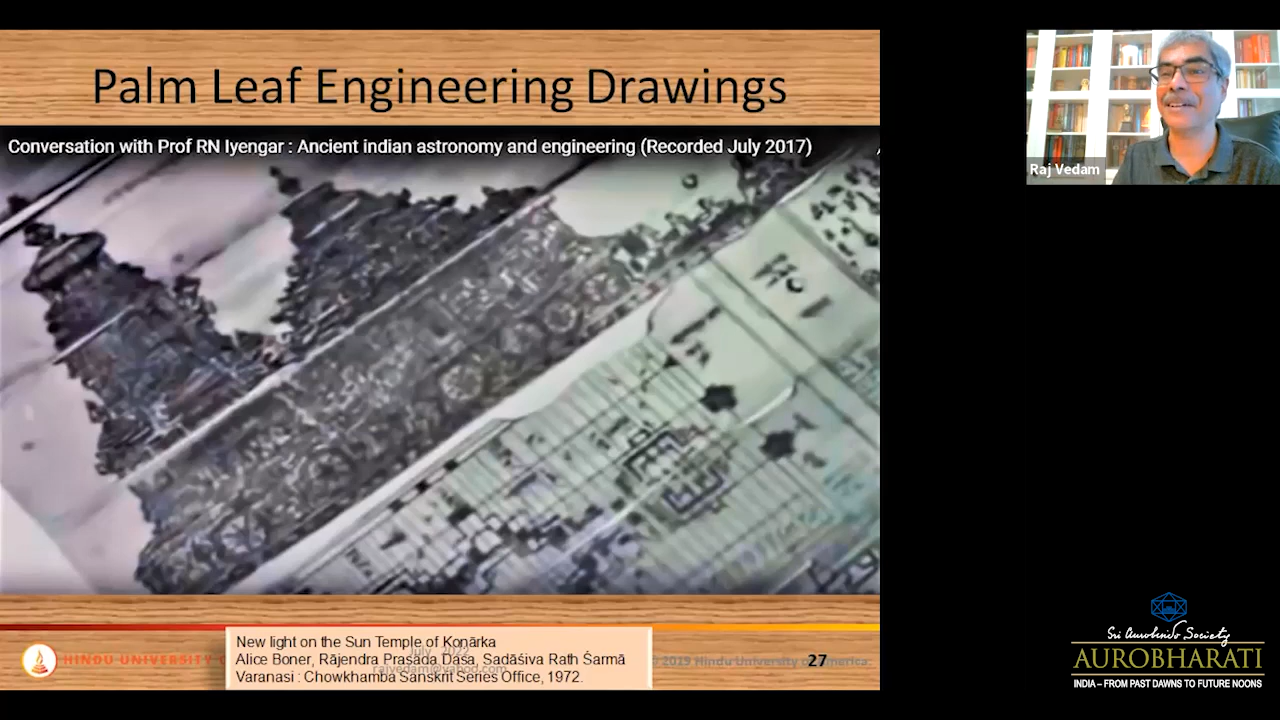 Palm Leaf Engineering Drawings
Conversation with Prof RN Iyengar : Ancient indian astronomy and engineering (Recorded July 2017)
Raj Vedam
New light on the Sun Temple of Koṇārka
Alice Boner, Rājendra Prasāda Dāsa, Sadāśiva Rath Śarmā
Varanasi : Chowkhamba Sanskrit Series Office, 1972.
HINDU UNIVERSITY
© 2019 Hindu University of America
27
Sri Aurobindo Society
AUROBHARATI
INDIA – FROM PAST DAWNS TO FUTURE NOONS